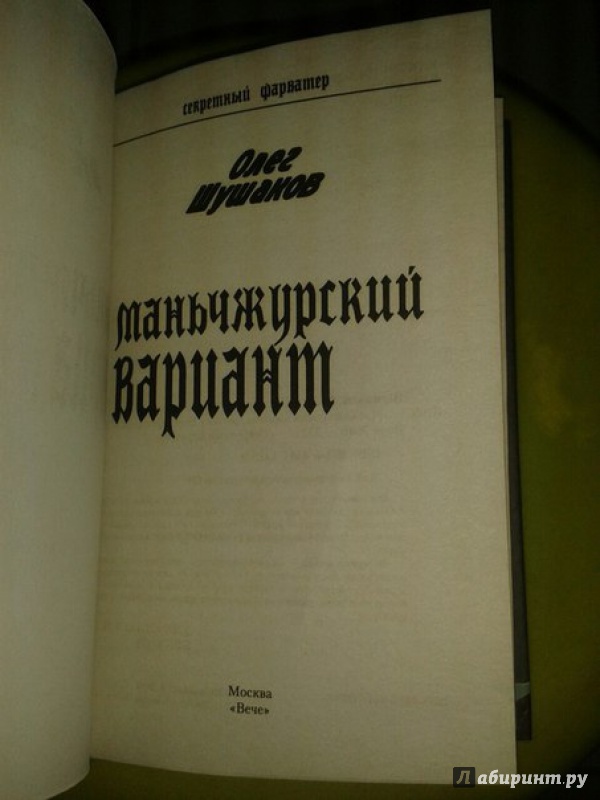 секретный фарватер
Олег
Шушаков
маньчжурский
вариант
Москва
«Вече»
Лабиринт.ру